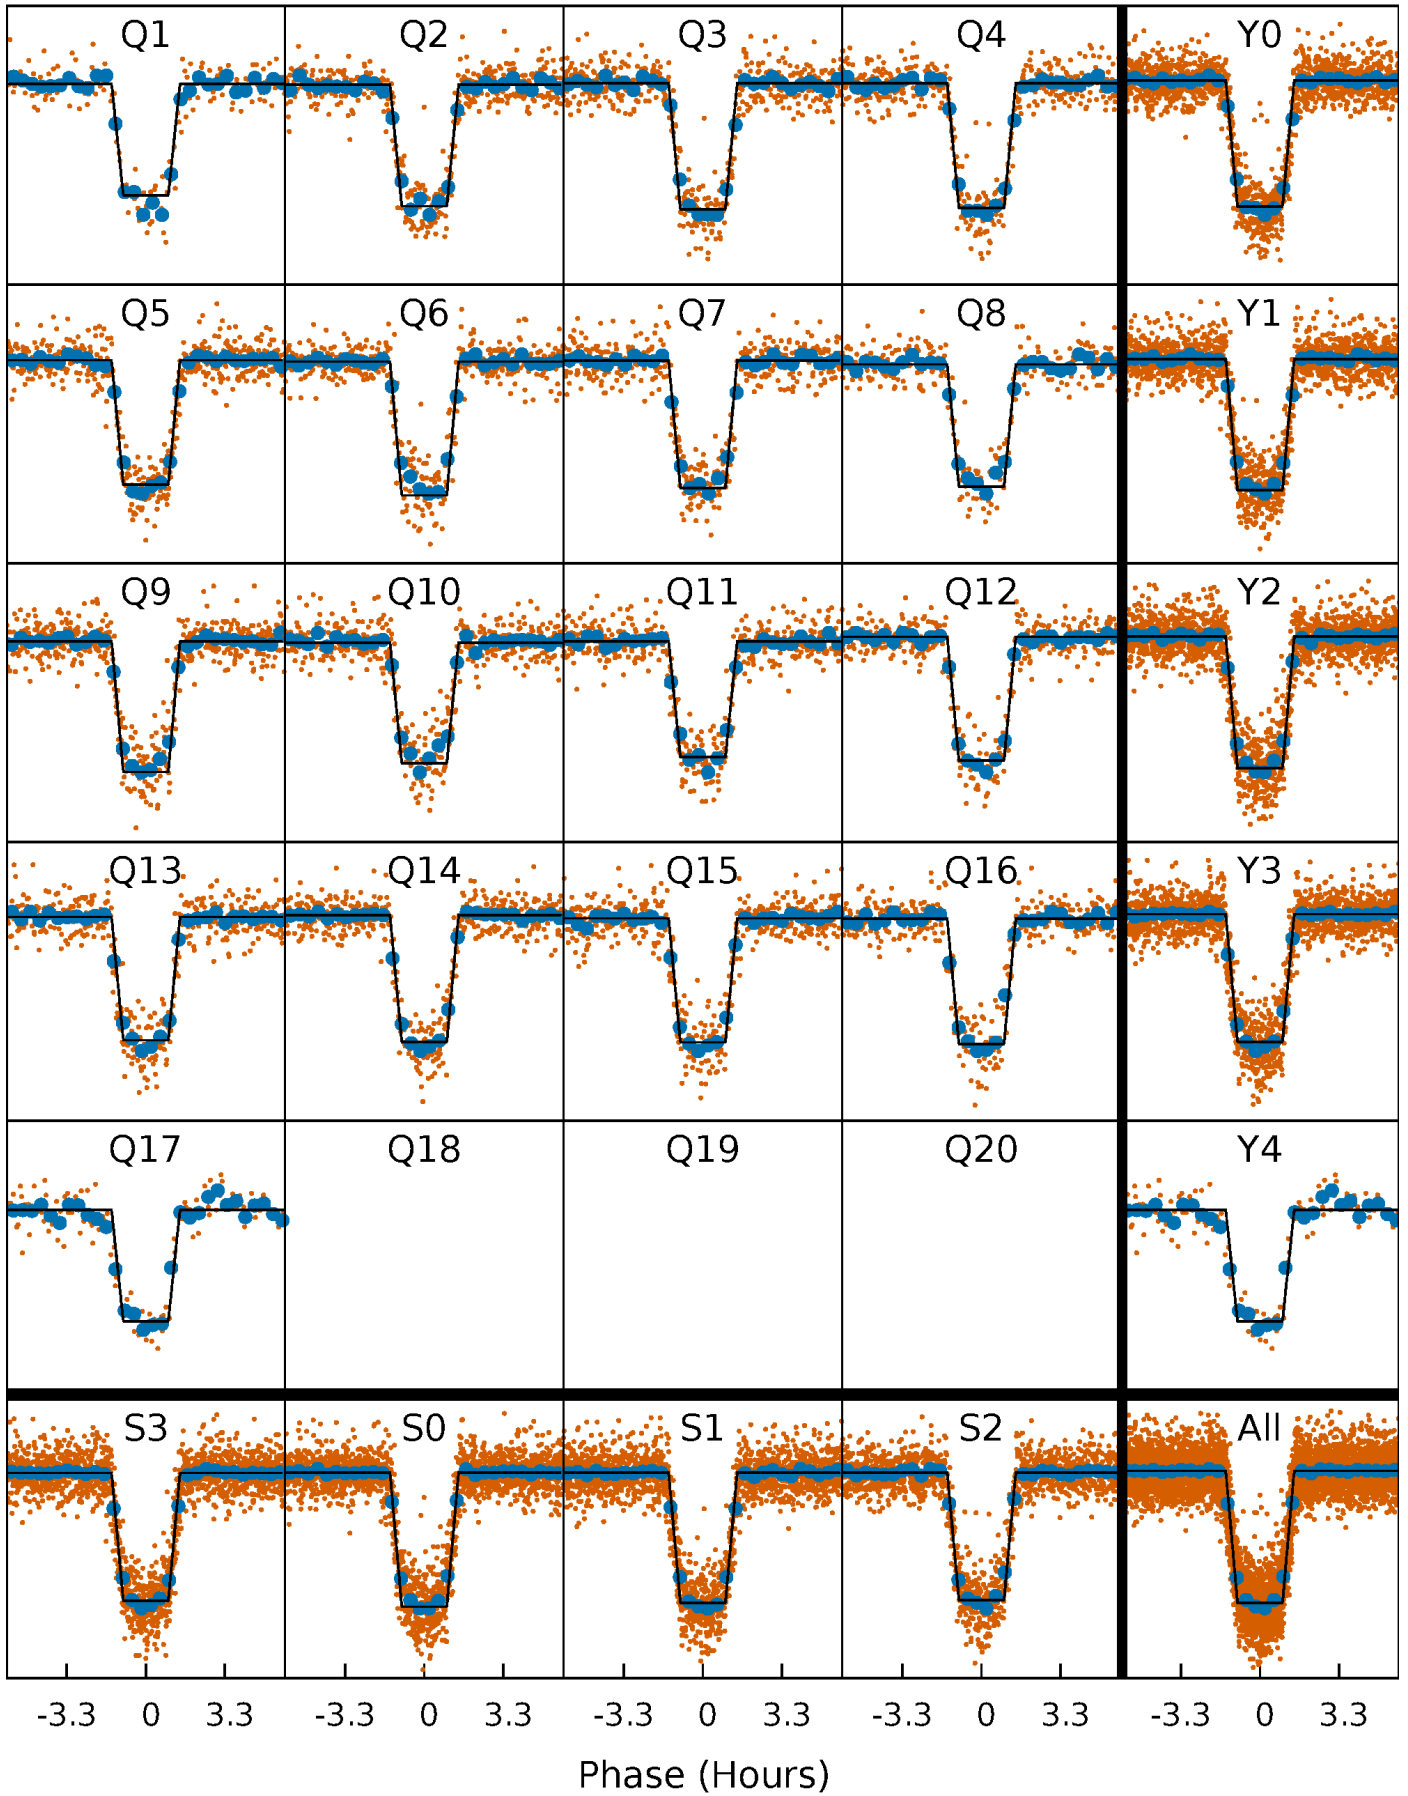 Q1 Q2 Q3 Q4 Y0
Q5 Q6 Q7 Q8 Y1
Q9 Q10 Q11 Q12 Y2
Q13 Q14 Q15 Q16 Y3
Q17 Q18 Q19 Q20 Y4
S3 S0 S1 S2 All
-3.3 0 3.3 -3.3 0 3.3 -3.3 0 3.3 -3.3 0 3.3 -3.3 0 3.3
Phase (Hours)